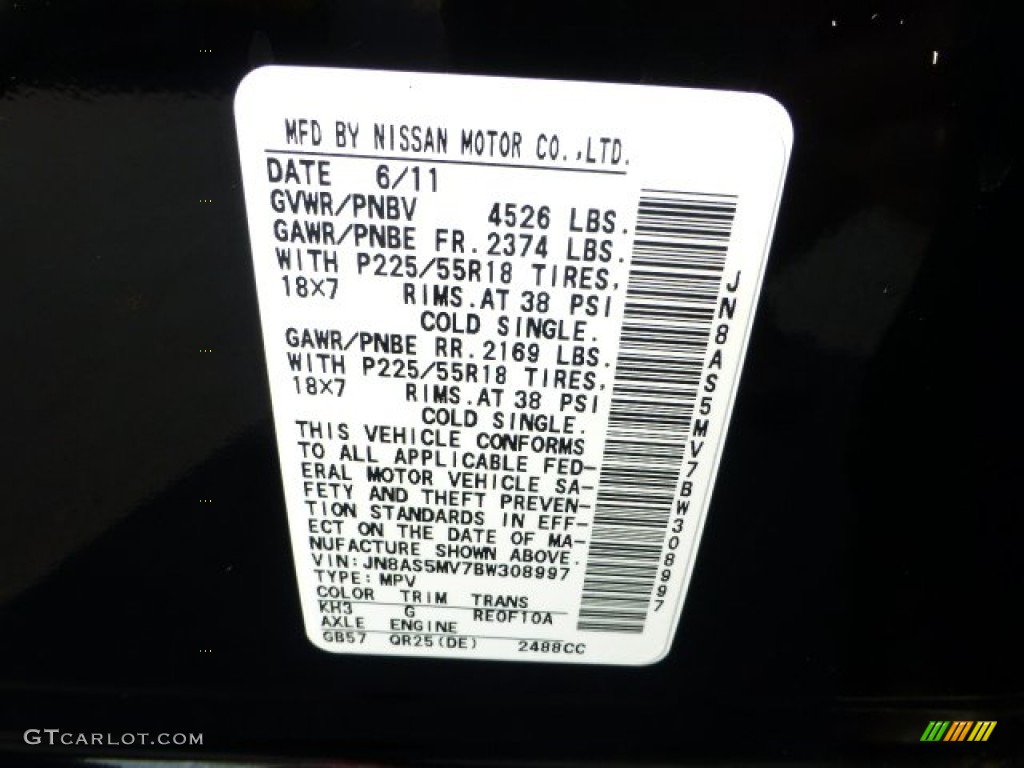 MFD BY NISSAN MOTOR CO.,LTD.
DATE 6/11
GVWR/PNBV 4526 LBS.
GAWR/PNBE FR. 2374 LBS.
WITH P225/55R18 TIRES,
18X7 RIMS.AT 38 PSI
COLD SINGLE.
GAWR/PNBE RR. 2169 LBS.
WITH P225/55R18 TIRES,
18X7 RIMS.AT 38 PSI
COLD SINGLE.
THIS VEHICLE CONFORMS
TO ALL APPLICABLE FED-
ERAL MOTOR VEHICLE SA-
FETY AND THEFT PREVEN-
TION STANDARDS IN EFF-
ECT ON THE DATE OF MA-
NUFACTURE SHOWN ABOVE.
VIN:JN8AS5MV7BW308997
TYPE:MPV
COLOR TRIM TRANS
KH3 G RE0F10A
AXLE ENGINE
GB57 QR25(DE) 2488CC
JN8AS5MV7BW308997
GTCARLOT.COM